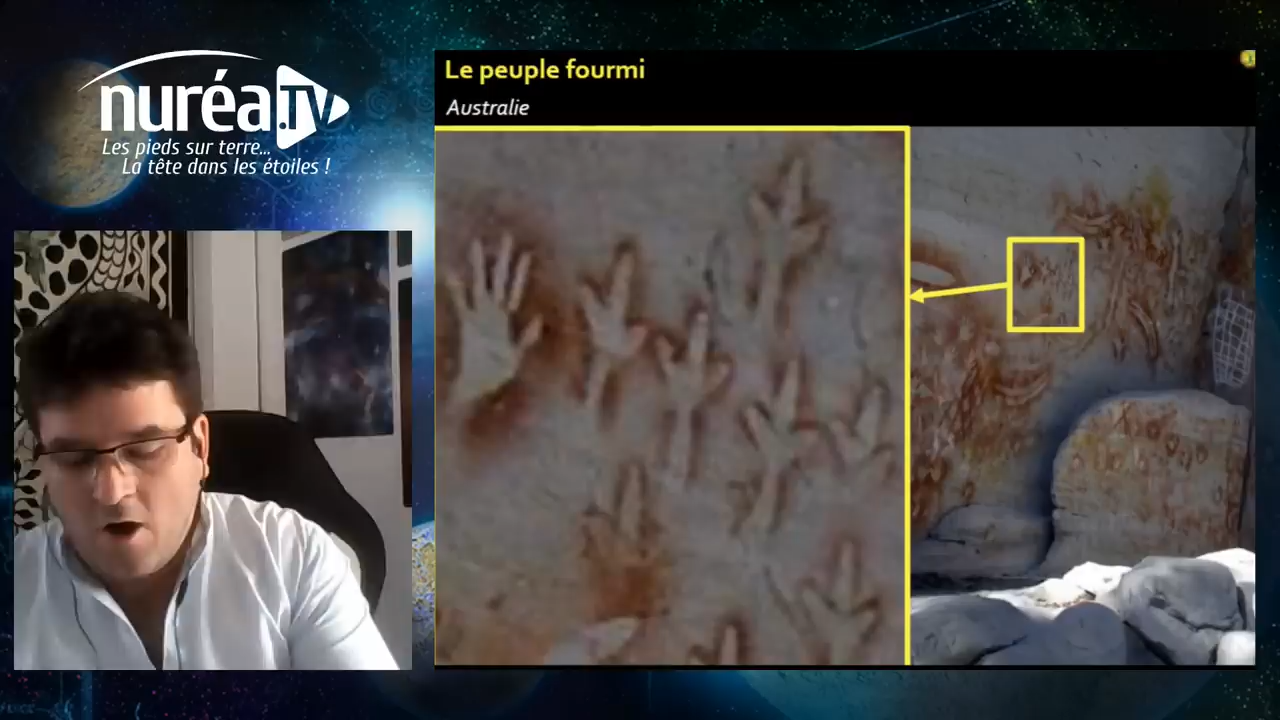 nuréa.TV
Les pieds sur terre...
La tête dans les étoiles !
Le peuple fourmi
Australie